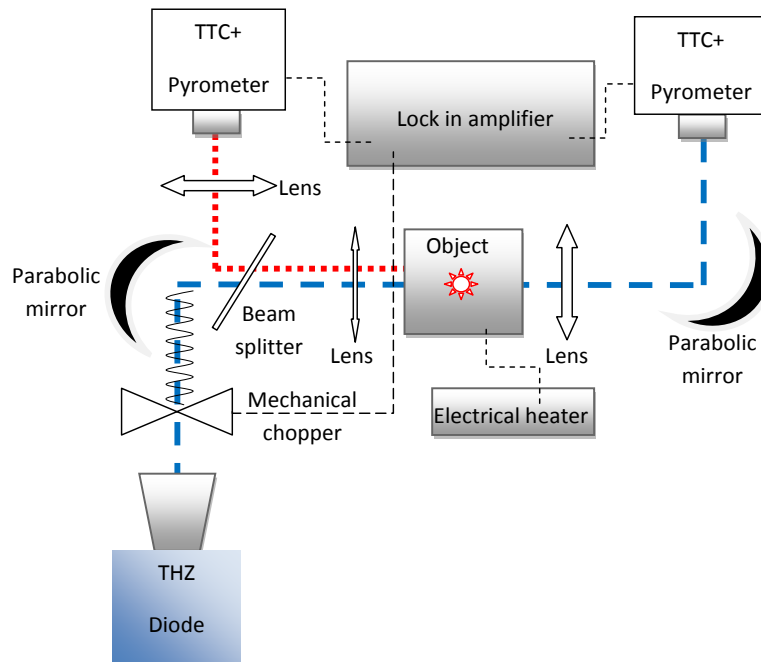 TTC+
Pyrometer
Lock in amplifier
TTC+
Pyrometer
Lens
Object
Parabolic
mirror
Beam
splitter
Lens
Lens
Parabolic
mirror
Mechanical
chopper
Electrical heater
THZ
Diode